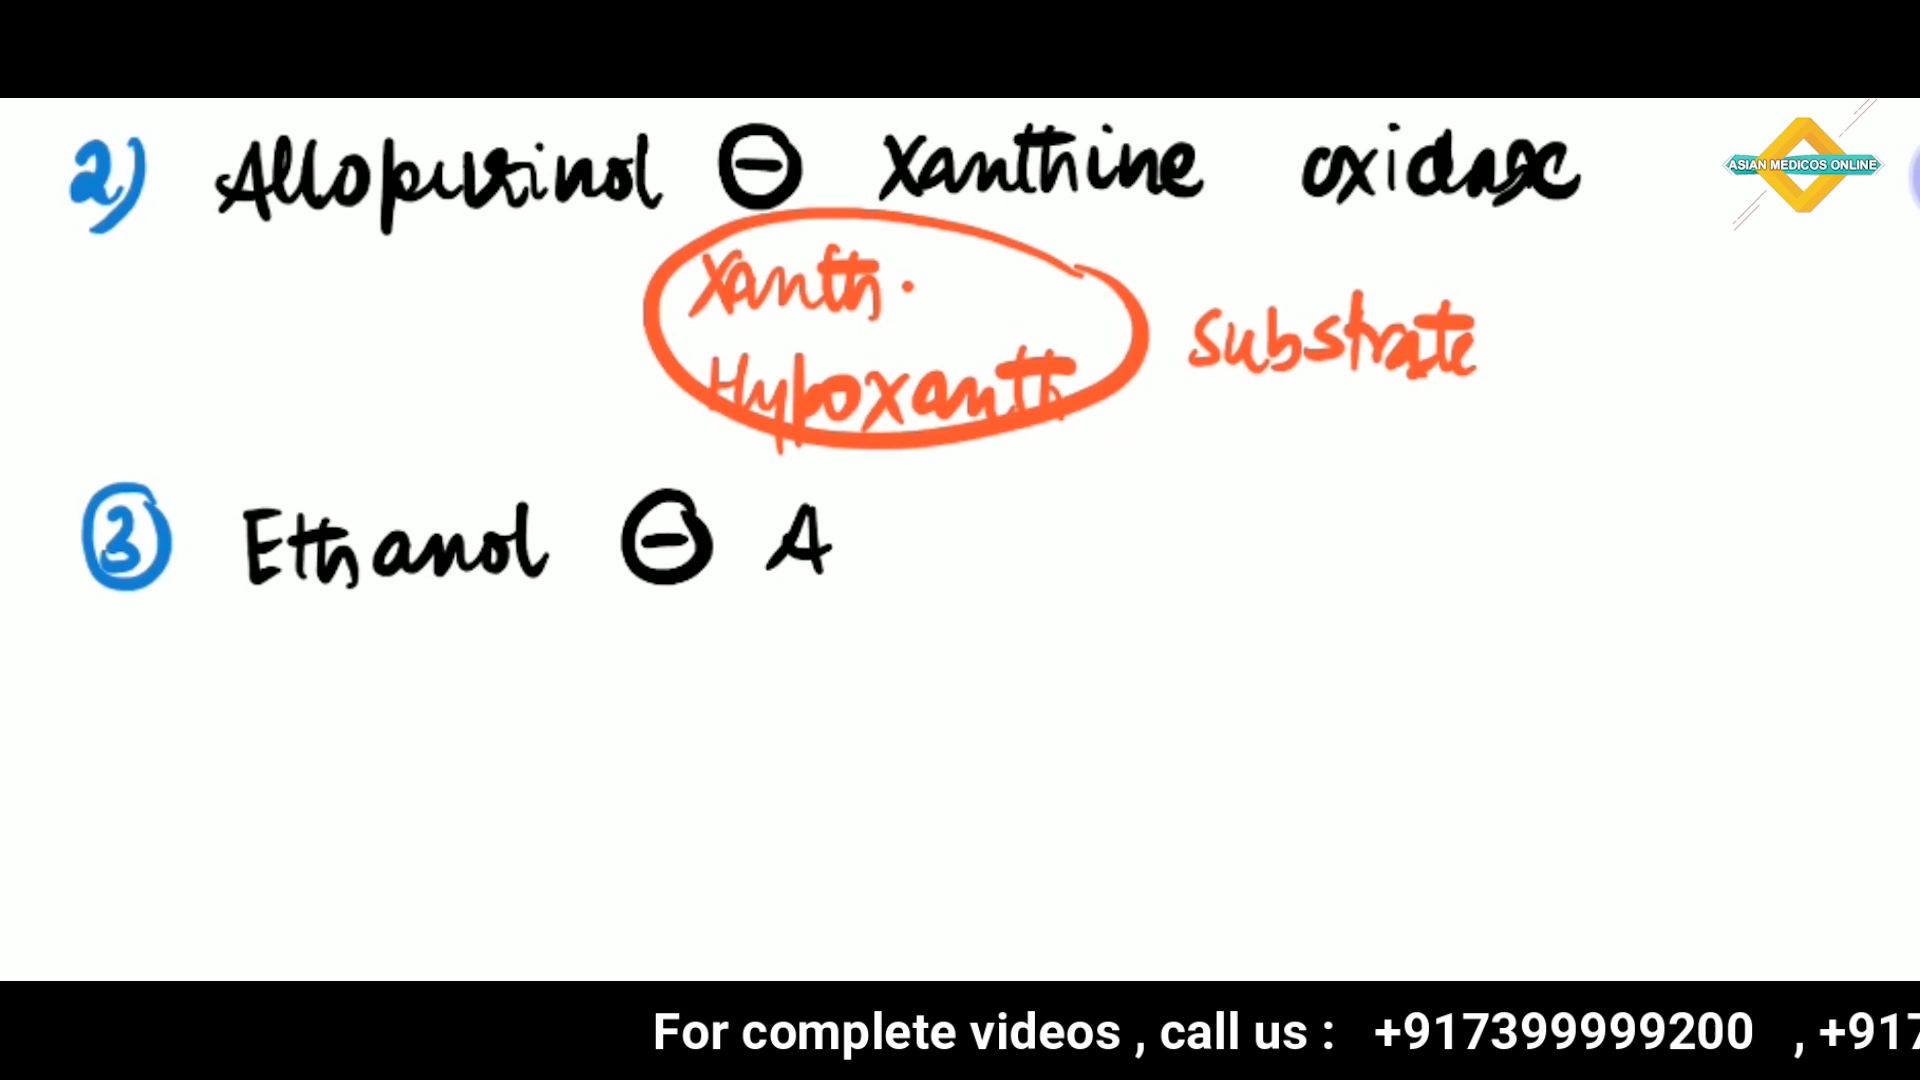 2) Allopurinol ⊖ Xanthine oxidase
ASIAN MEDICOS ONLINE
Xanth.
Hypoxanth
Substrate
3 Ethanol ⊖ A
For complete videos , call us : +917399999200 , +917